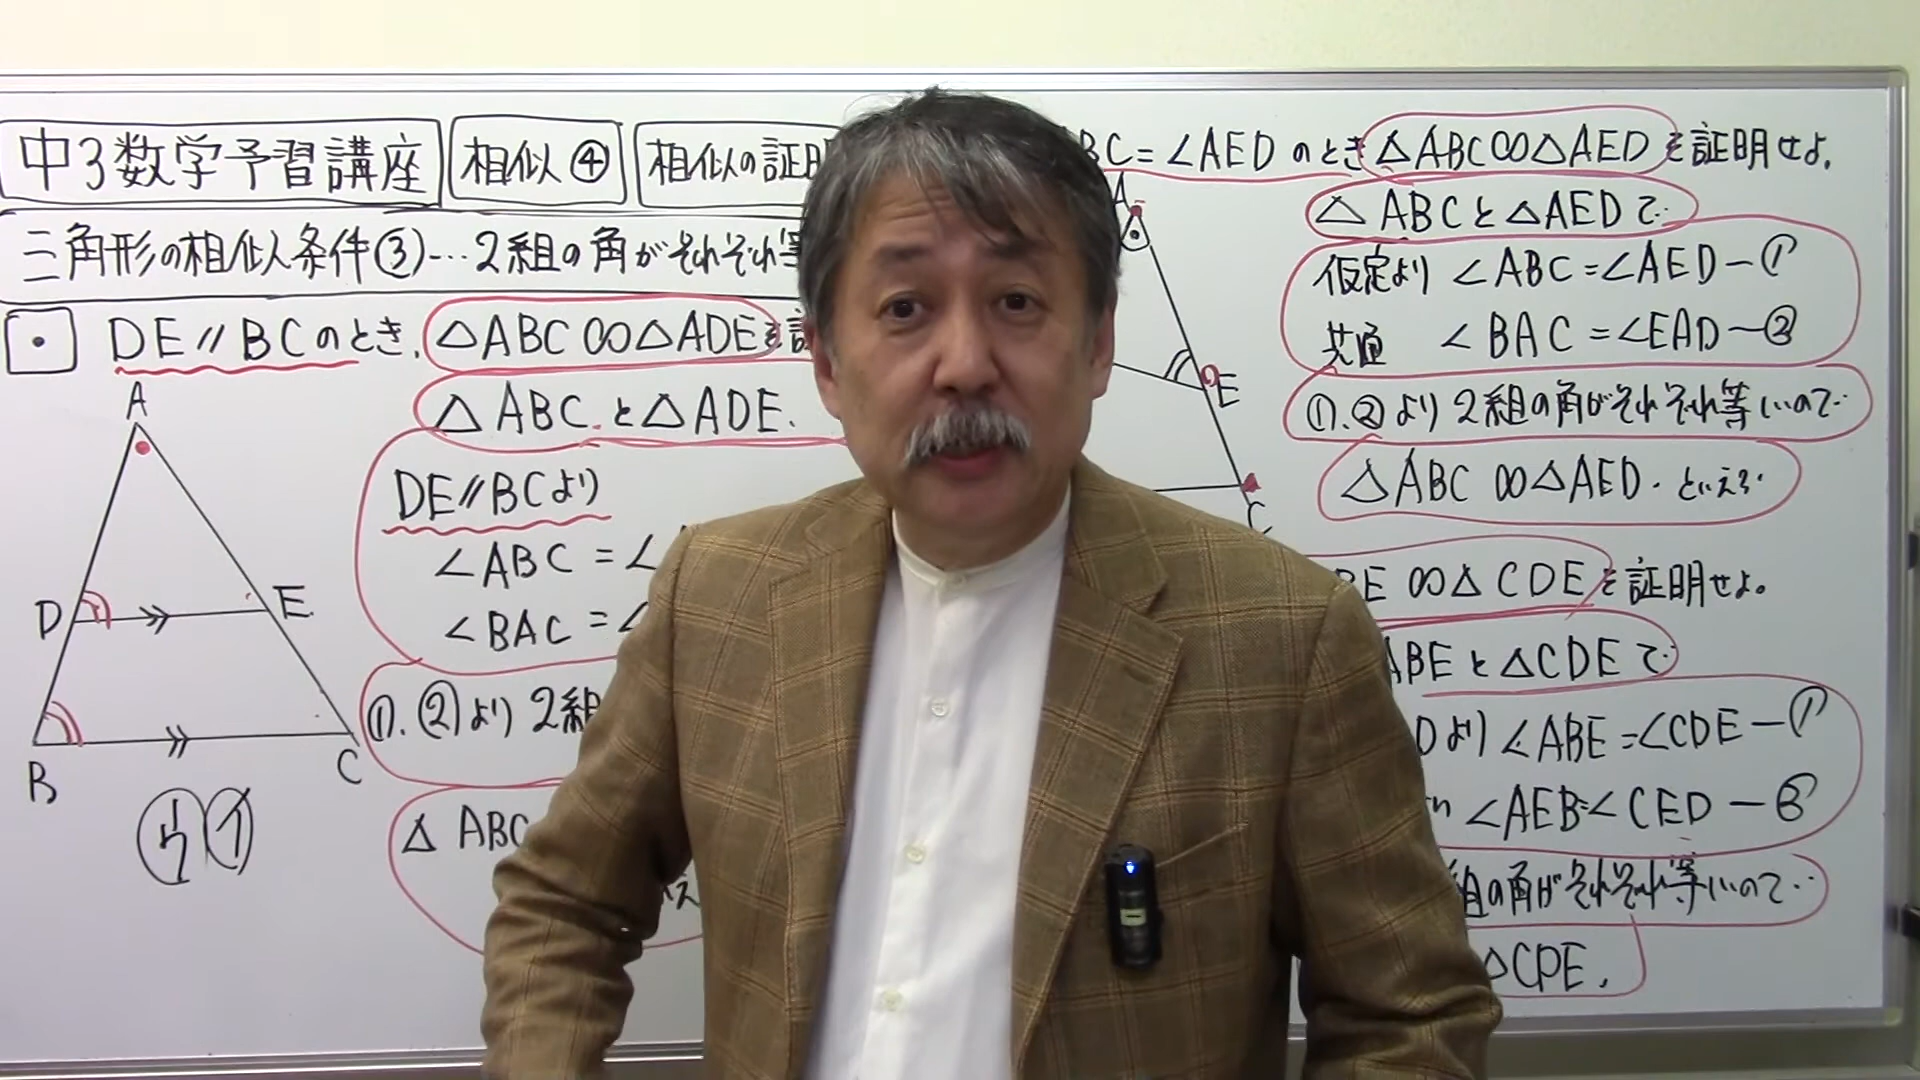 中3数学予習講座 相似④ 相似の証明
三角形の相似条件③…2組の角がそれぞれ等
DE//BCのとき、△ABC∽△ADEを証
A
D
E
B
C
ウ イ
△ABCと△ADE.
DE//BCより
∠ABC=∠
∠BAC=∠
①.②より2組
△ABC
BC=∠AEDのとき△ABC∽△AEDを証明せよ。
A
E
C
△ABCと△AEDで
仮定より ∠ABC=∠AED―①
共通 ∠BAC=∠EAD―②
①.②より2組の角がそれぞれ等しいので
△ABC∽△AED.といえる.
BE∽△CDEを証明せよ。
ABEと△CDEで
Dより∠ABE=∠CDE―①
∠AEB=∠CED―②
組の角がそれぞれ等しいので
△CDE.